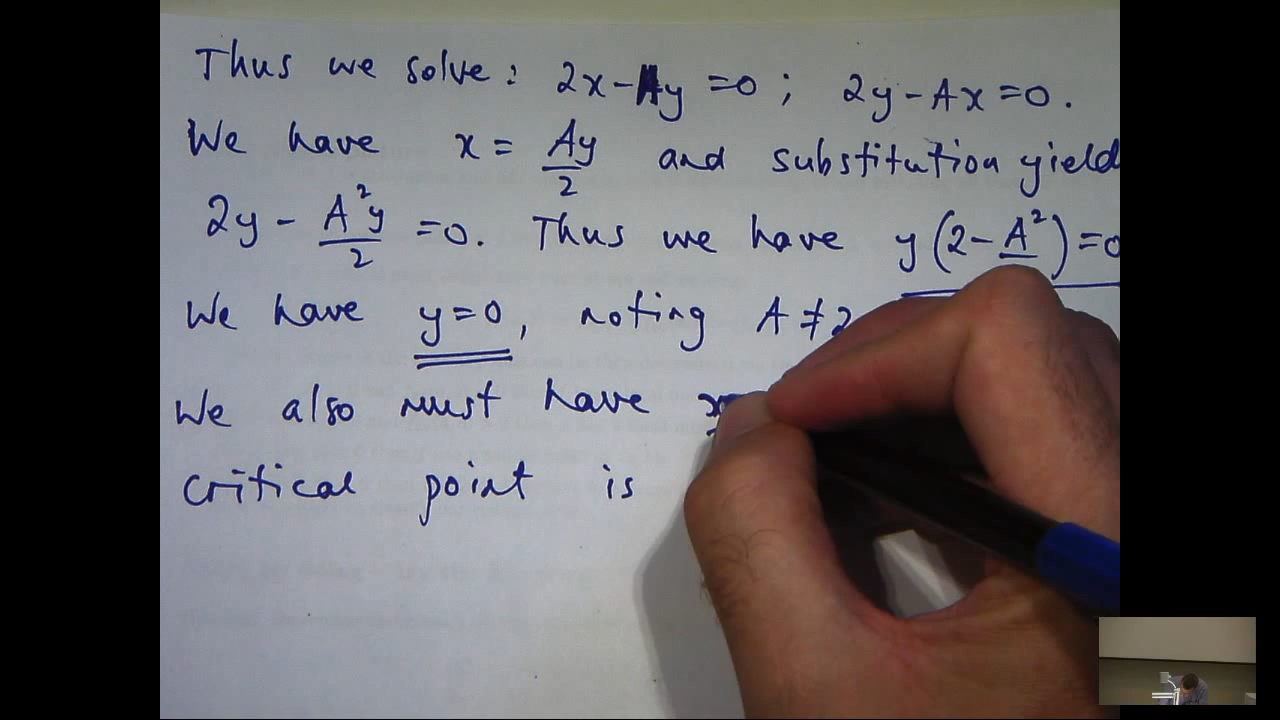 Thus we solve: 2x-Ay=0; 2y-Ax=0.
We have x = Ay/2 and substitution yield
2y - A²y/2 =0. Thus we have y(2-A²)=0
We have y=0, noting A≠2
We also must have x
critical point is